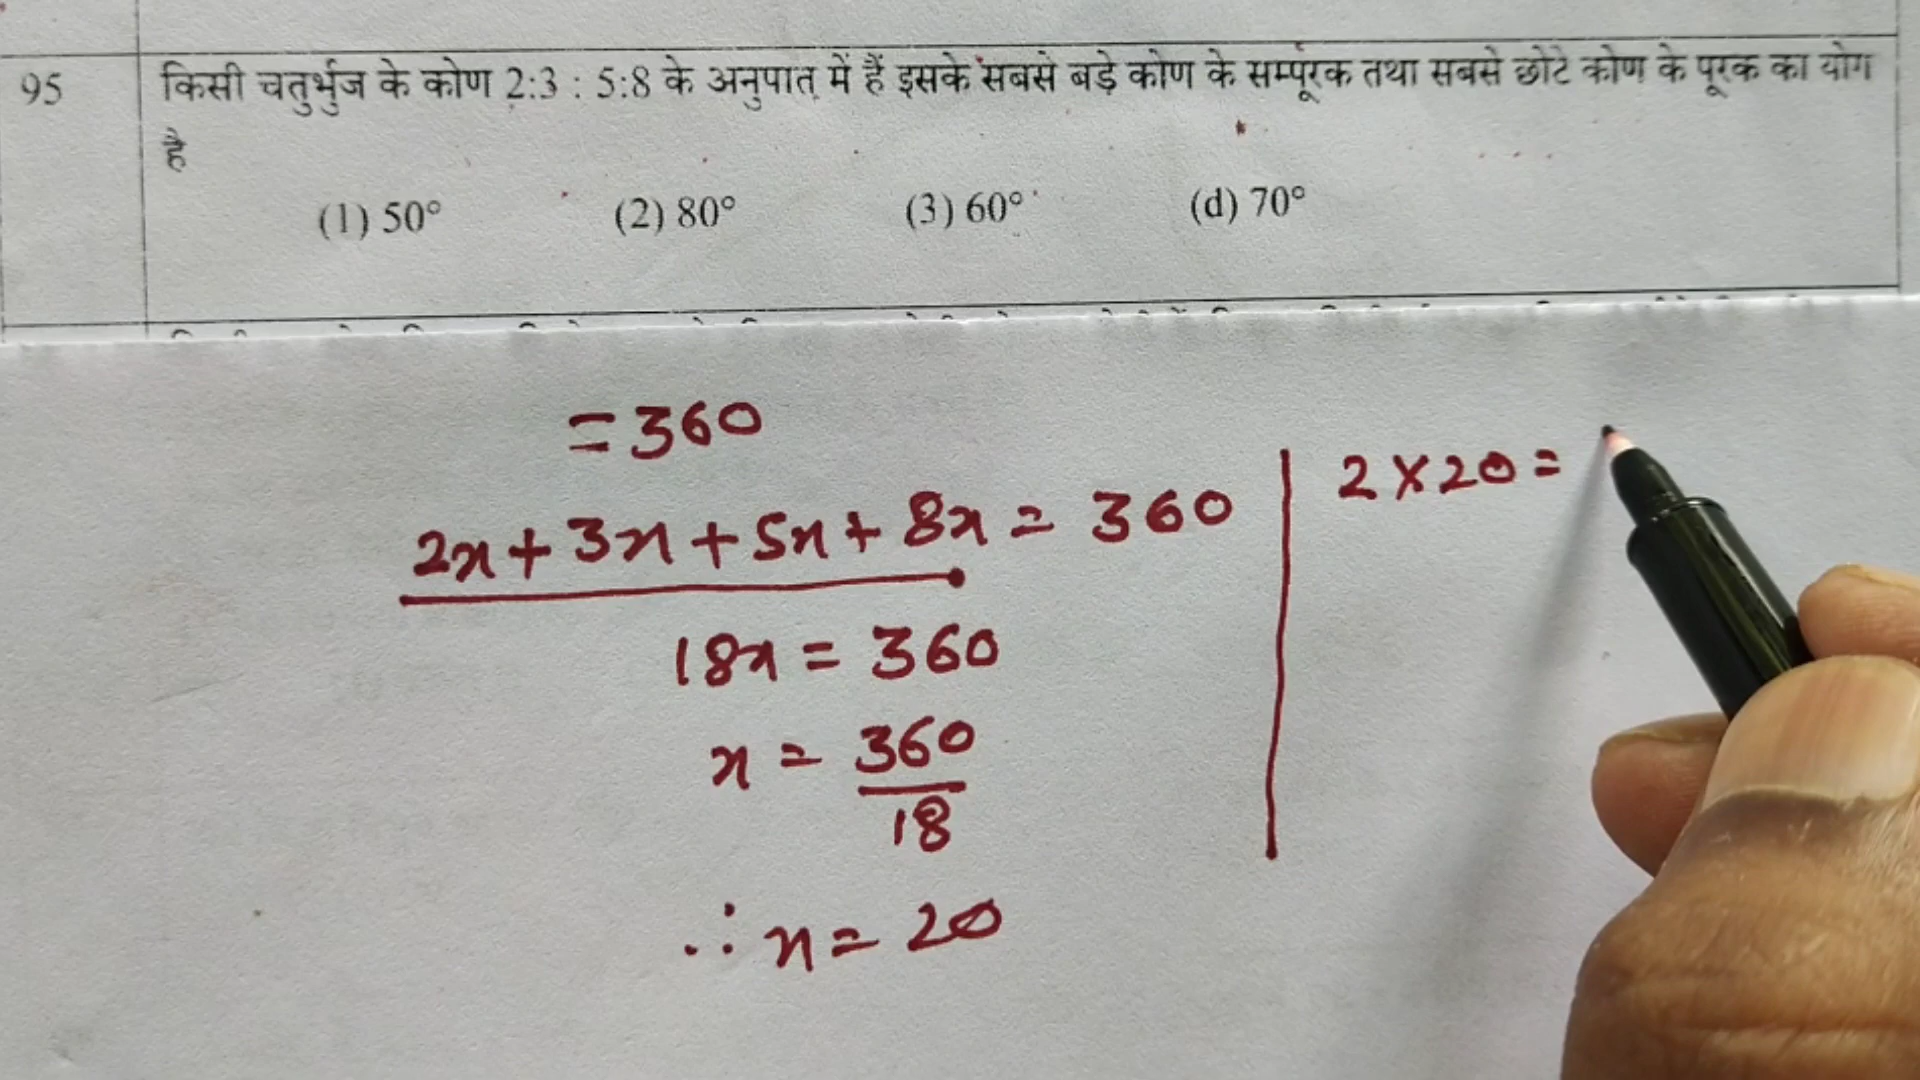 95 किसी चतुर्भुज के कोण 2:3 : 5:8 के अनुपात में हैं इसके सबसे बड़े कोण के सम्पूरक तथा सबसे छोटे कोण के पूरक का योग
है
(1) 50° (2) 80° (3) 60° (d) 70°
= 360
2x + 3x + 5x + 8x = 360
18x = 360
x = 360
18
∴ x = 20
2 × 20 =